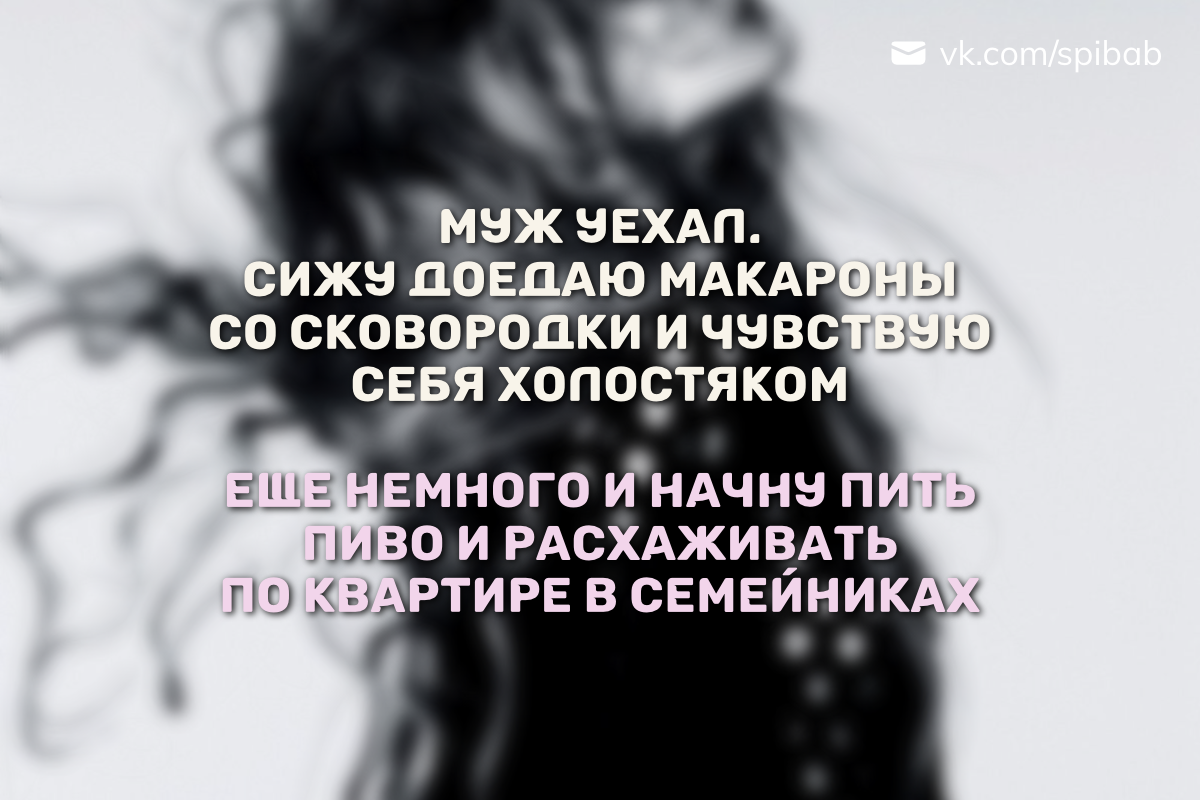 vk.com/spibab
МУЖ УЕХАЛ.
СИЖУ ДОЕДАЮ МАКАРОНЫ
СО СКОВОРОДКИ И ЧУВСТВУЮ
СЕБЯ ХОЛОСТЯКОМ
ЕЩЕ НЕМНОГО И НАЧНУ ПИТЬ
ПИВО И РАСХАЖИВАТЬ
ПО КВАРТИРЕ В СЕМЕЙНИКАХ